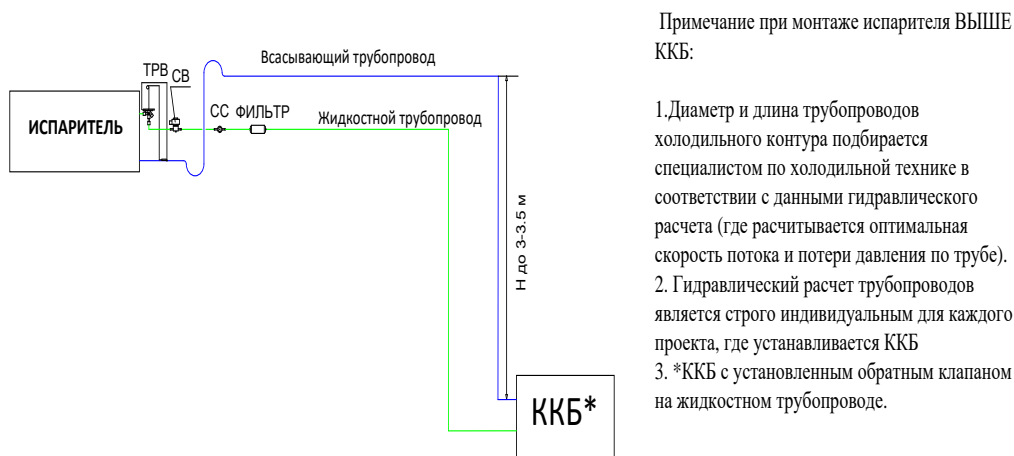 Всасывающий трубопровод
ТРВ
СВ
СС ФИЛЬТР
Жидкостной трубопровод
ИСПАРИТЕЛЬ
Н до 3-3.5 м
ККБ*
Примечание при монтаже испарителя ВЫШЕ
ККБ:
1.Диаметр и длина трубопроводов
холодильного контура подбирается
специалистом по холодильной технике в
соответствии с данными гидравлического
расчета (где расчитывается оптимальная
скорость потока и потери давления по трубе).
2. Гидравлический расчет трубопроводов
является строго индивидуальным для каждого
проекта, где устанавливается ККБ
3. *ККБ с установленным обратным клапаном
на жидкостном трубопроводе.